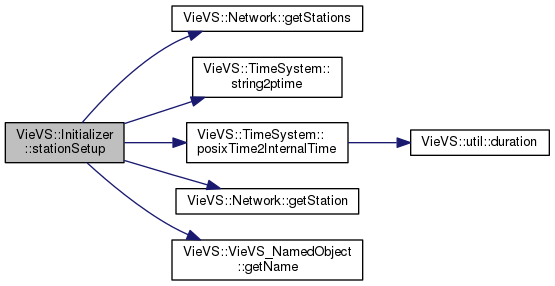 VieVS::Network::getStations
VieVS::TimeSystem::
string2ptime
VieVS::Initializer
::stationSetup
VieVS::TimeSystem::
posixTime2InternalTime
VieVS::util::duration
VieVS::Network::getStation
VieVS::VieVS_NamedObject
::getName